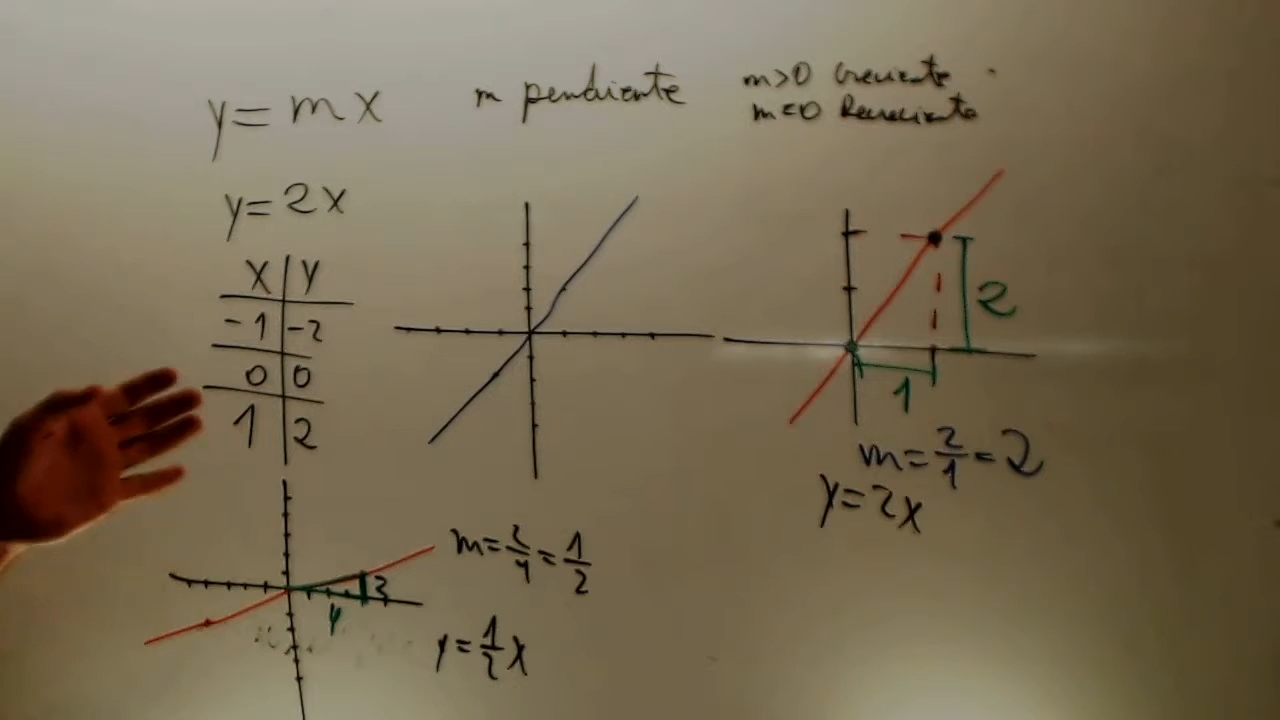 y = mx
m pendiente
m>0 Creciente
m<0 Decreciente
y = 2x
X Y
-1 -2
0 0
1 2
2
1
m = 2/1 = 2
y = 2x
2
4
m = 2/4 = 1/2
y = 1/2 x